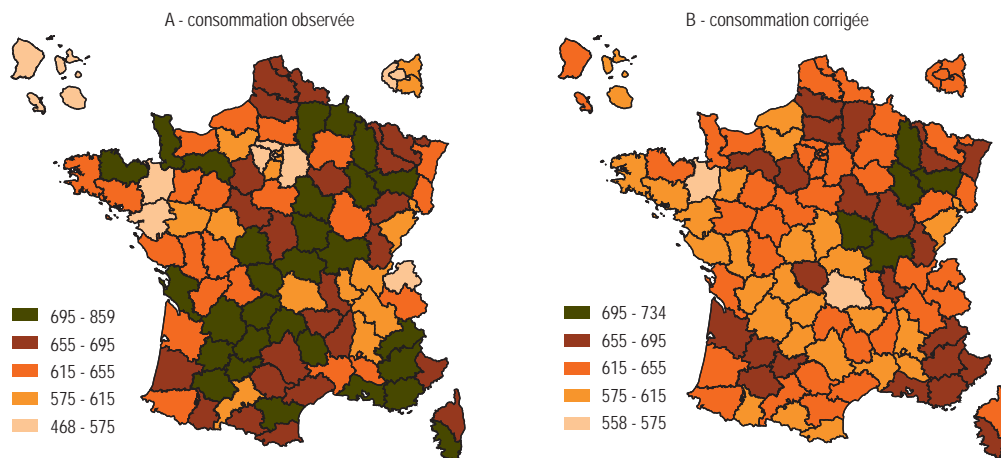 A - consommation observée
B - consommation corrigée
695 - 859
655 - 695
615 - 655
575 - 615
468 - 575
695 - 734
655 - 695
615 - 655
575 - 615
558 - 575